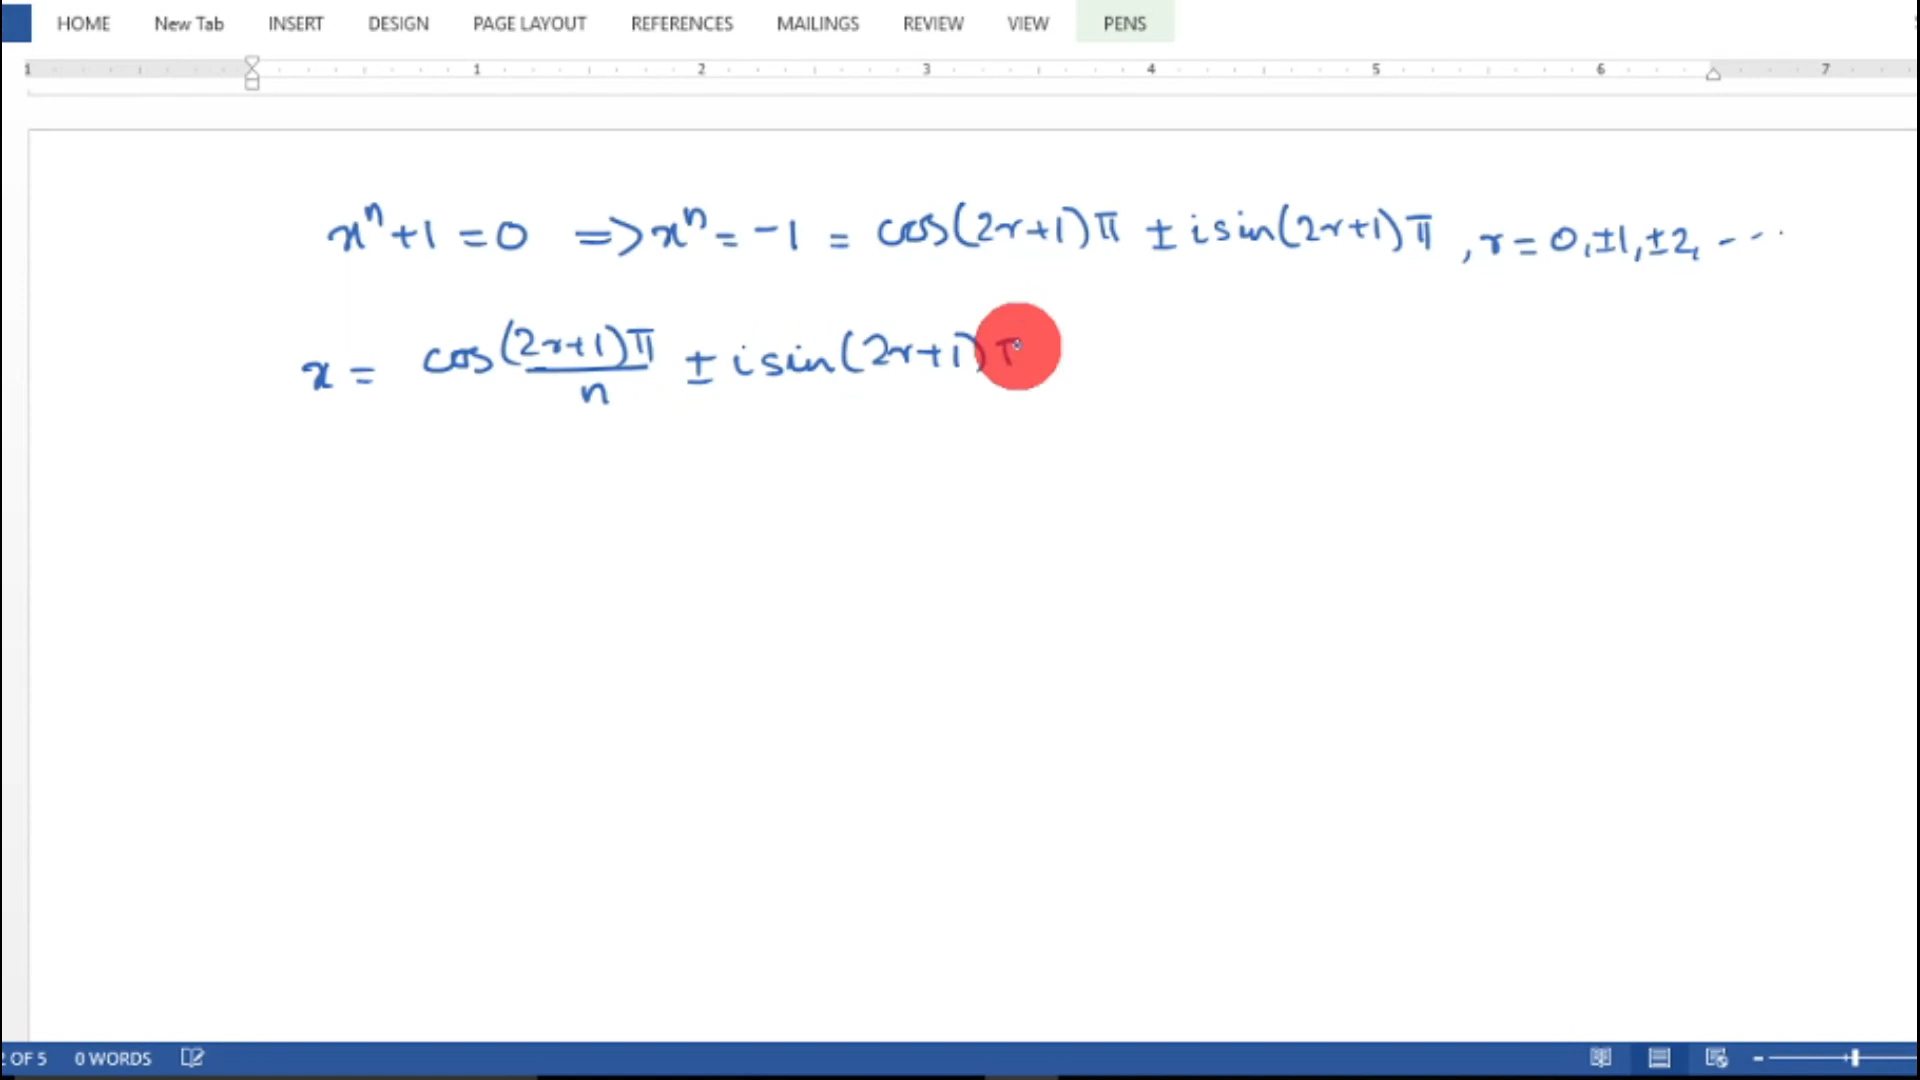 HOME New Tab INSERT DESIGN PAGE LAYOUT REFERENCES MAILINGS REVIEW VIEW PENS
1 1 2 3 4 5 6 7
xⁿ+1=0 ⇒ xⁿ = -1 = cos(2r+1)π ± i sin(2r+1)π , r = 0, ±1, ±2, ---
x = cos (2r+1)π/n ± i sin(2r+1)π
OF 5 0 WORDS